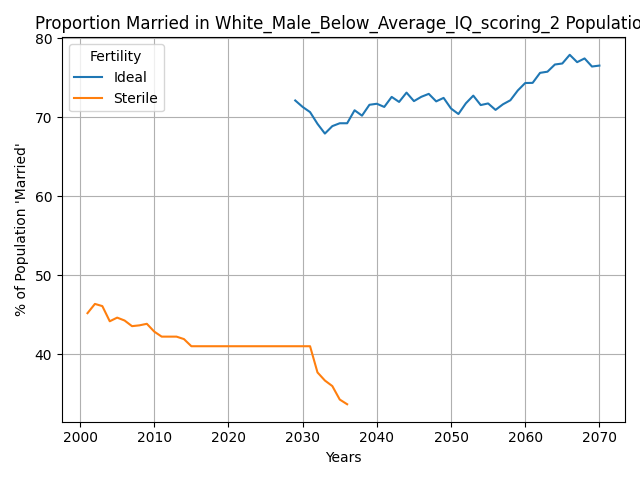 Proportion Married in White_Male_Below_Average_IQ_scoring_2 Populatio
Fertility
Ideal
Sterile
80
70
60
50
40
% of Population 'Married'
2000 2010 2020 2030 2040 2050 2060 2070
Years